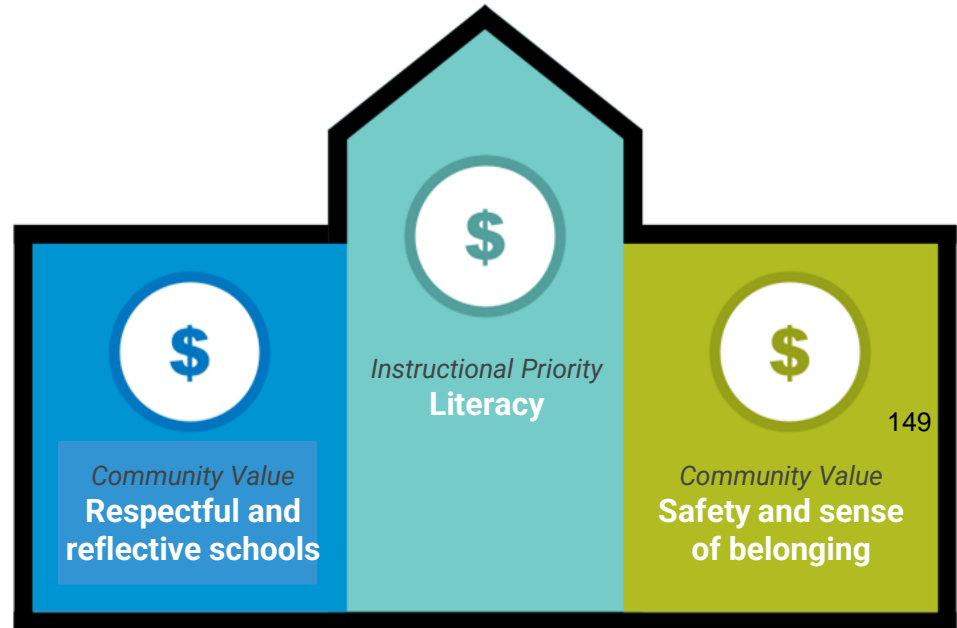 $
Community Value
Respectful and
reflective schools
$
Instructional Priority
Literacy
$
149
Community Value
Safety and sense
of belonging